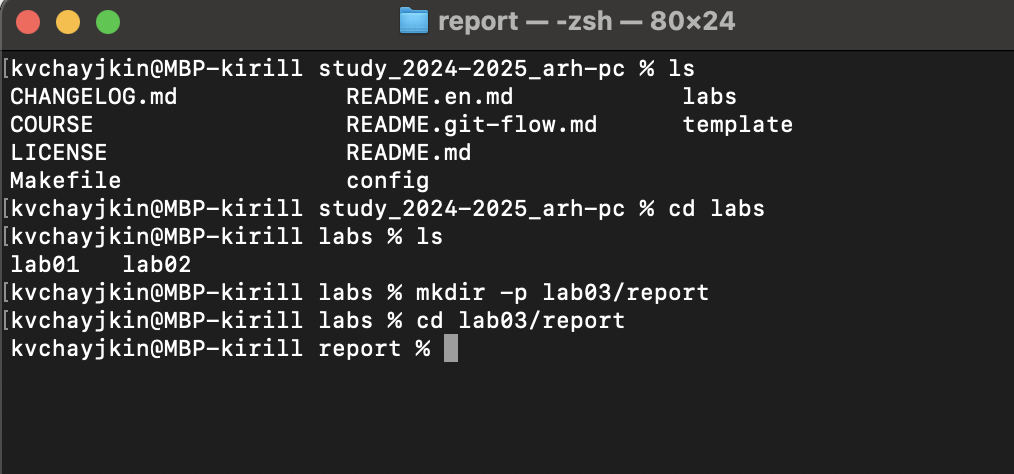 report — -zsh — 80×24
[kvchayjkin@MBP-kirill study_2024-2025_arh-pc % ls
CHANGELOG.md README.en.md labs
COURSE README.git-flow.md template
LICENSE README.md
Makefile config
[kvchayjkin@MBP-kirill study_2024-2025_arh-pc % cd labs
[kvchayjkin@MBP-kirill labs % ls
lab01 lab02
[kvchayjkin@MBP-kirill labs % mkdir -p lab03/report
[kvchayjkin@MBP-kirill labs % cd lab03/report
kvchayjkin@MBP-kirill report %